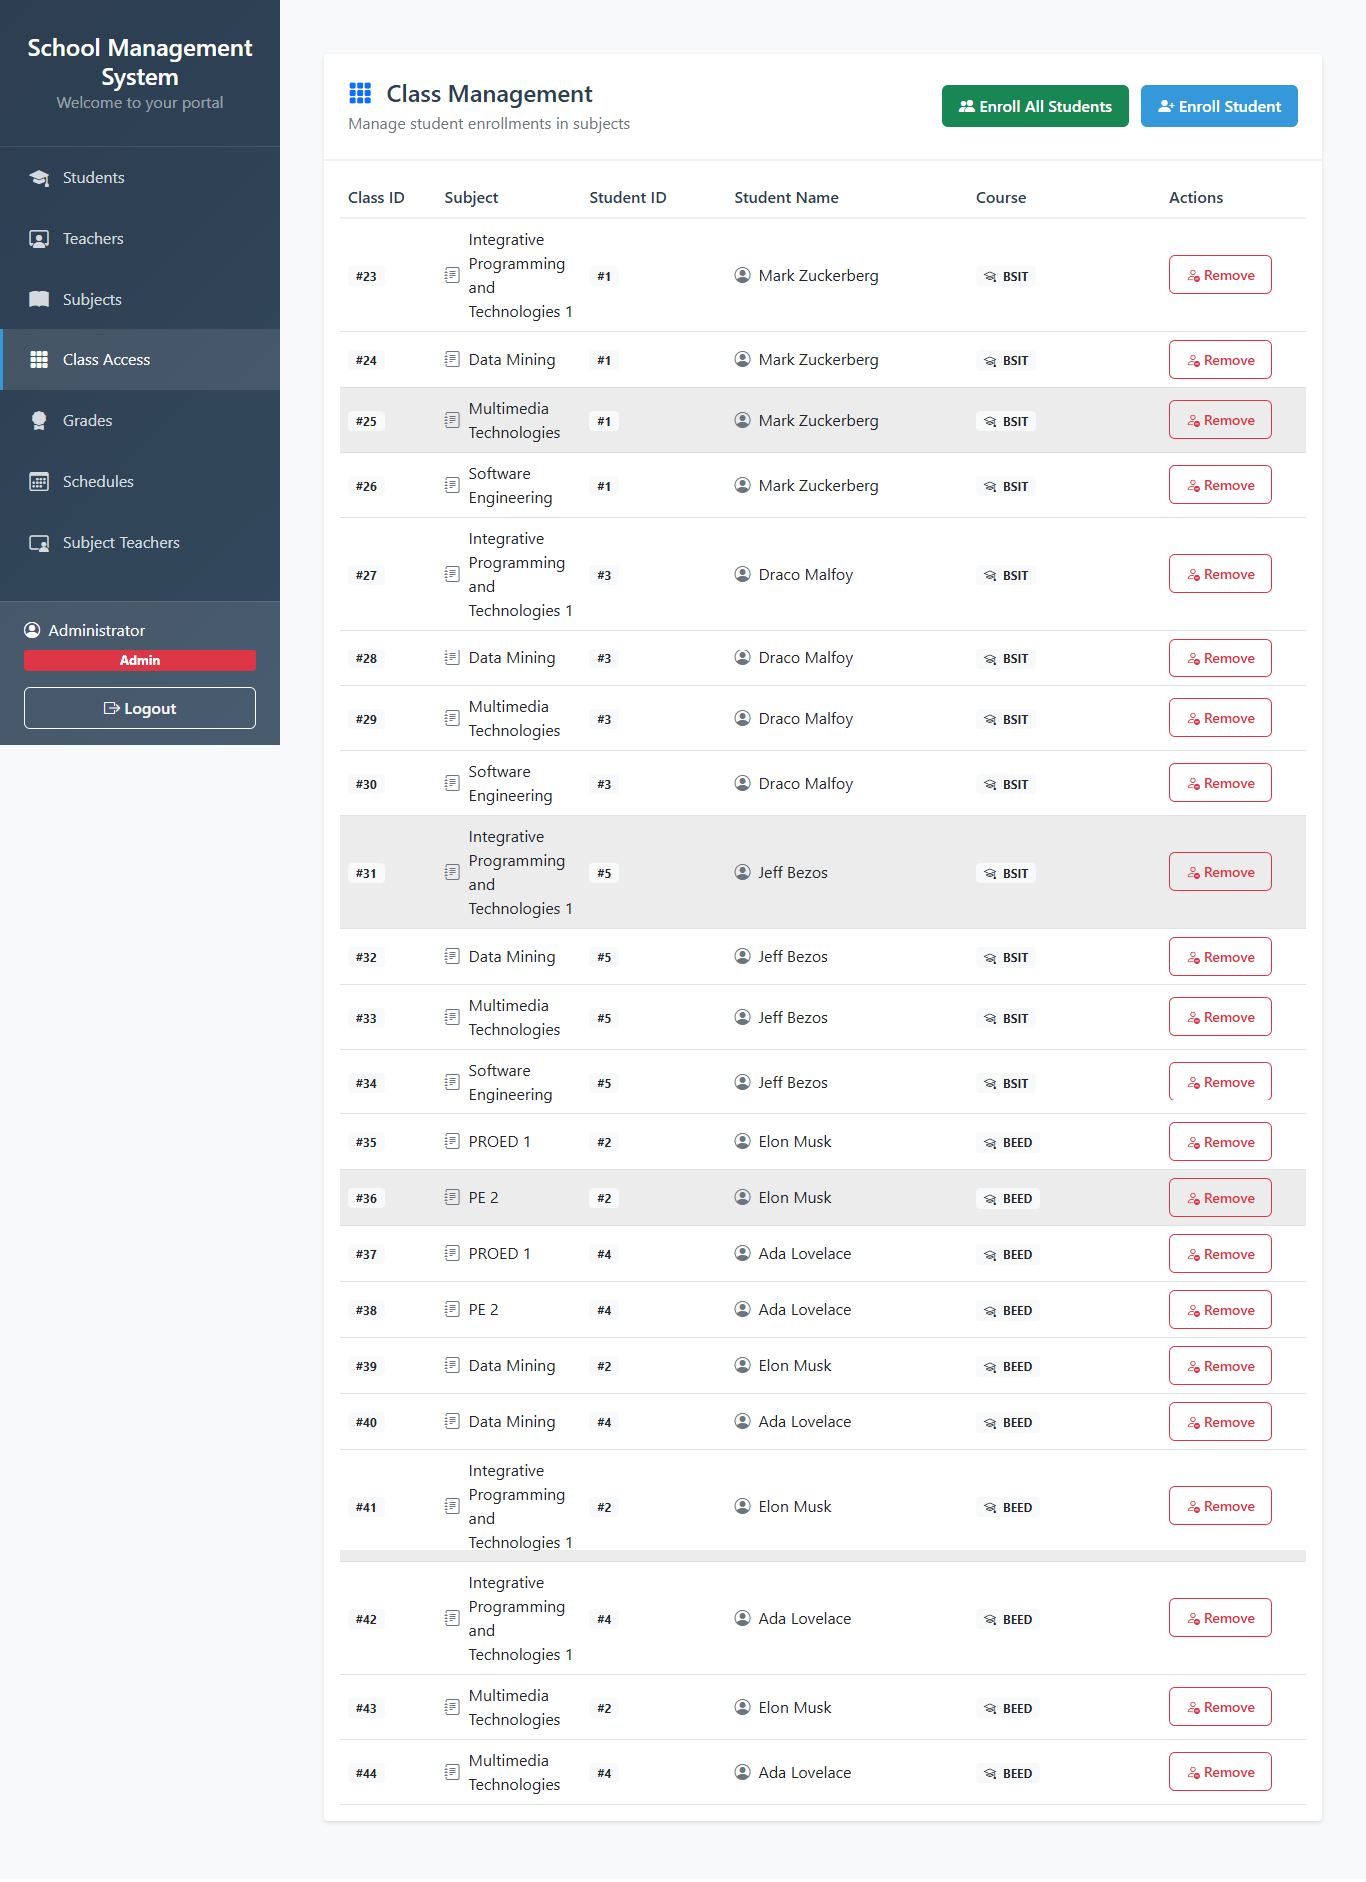 School Management
System
Welcome to your portal
Students
Teachers
Subjects
Class Access
Grades
Schedules
Subject Teachers
Administrator
Admin
Logout
Class Management
Manage student enrollments in subjects
Enroll All Students
Enroll Student
Class ID Subject Student ID Student Name Course Actions
#23 Integrative Programming and Technologies 1 #1 Mark Zuckerberg BSIT Remove
#24 Data Mining #1 Mark Zuckerberg BSIT Remove
#25 Multimedia Technologies #1 Mark Zuckerberg BSIT Remove
#26 Software Engineering #1 Mark Zuckerberg BSIT Remove
#27 Integrative Programming and Technologies 1 #3 Draco Malfoy BSIT Remove
#28 Data Mining #3 Draco Malfoy BSIT Remove
#29 Multimedia Technologies #3 Draco Malfoy BSIT Remove
#30 Software Engineering #3 Draco Malfoy BSIT Remove
#31 Integrative Programming and Technologies 1 #5 Jeff Bezos BSIT Remove
#32 Data Mining #5 Jeff Bezos BSIT Remove
#33 Multimedia Technologies #5 Jeff Bezos BSIT Remove
#34 Software Engineering #5 Jeff Bezos BSIT Remove
#35 PROED 1 #2 Elon Musk BEED Remove
#36 PE 2 #2 Elon Musk BEED Remove
#37 PROED 1 #4 Ada Lovelace BEED Remove
#38 PE 2 #4 Ada Lovelace BEED Remove
#39 Data Mining #2 Elon Musk BEED Remove
#40 Data Mining #4 Ada Lovelace BEED Remove
#41 Integrative Programming and Technologies 1 #2 Elon Musk BEED Remove
#42 Integrative Programming and Technologies 1 #4 Ada Lovelace BEED Remove
#43 Multimedia Technologies #2 Elon Musk BEED Remove
#44 Multimedia Technologies #4 Ada Lovelace BEED Remove